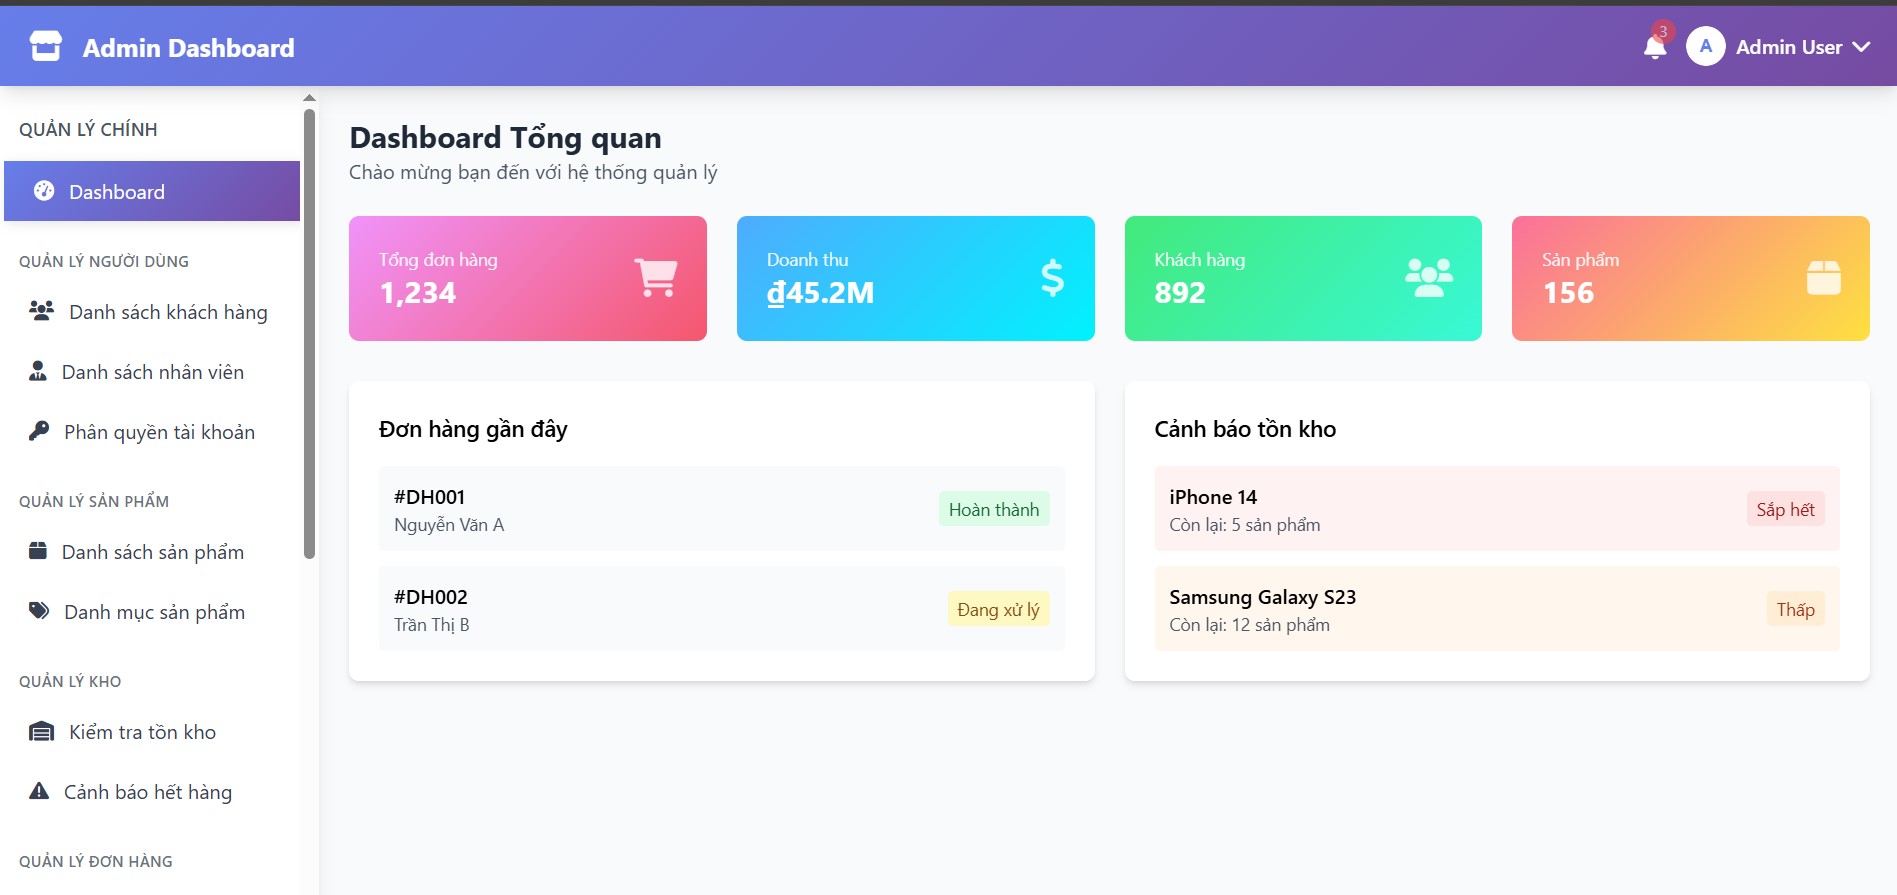 Admin Dashboard
3
A
Admin User
QUẢN LÝ CHÍNH
Dashboard
QUẢN LÝ NGƯỜI DÙNG
Danh sách khách hàng
Danh sách nhân viên
Phân quyền tài khoản
QUẢN LÝ SẢN PHẨM
Danh sách sản phẩm
Danh mục sản phẩm
QUẢN LÝ KHO
Kiểm tra tồn kho
Cảnh báo hết hàng
QUẢN LÝ ĐƠN HÀNG
Dashboard Tổng quan
Chào mừng bạn đến với hệ thống quản lý
Tổng đơn hàng
1,234
Doanh thu
₫45.2M
Khách hàng
892
Sản phẩm
156
Đơn hàng gần đây
#DH001
Nguyễn Văn A
Hoàn thành
#DH002
Trần Thị B
Đang xử lý
Cảnh báo tồn kho
iPhone 14
Còn lại: 5 sản phẩm
Sắp hết
Samsung Galaxy S23
Còn lại: 12 sản phẩm
Thấp